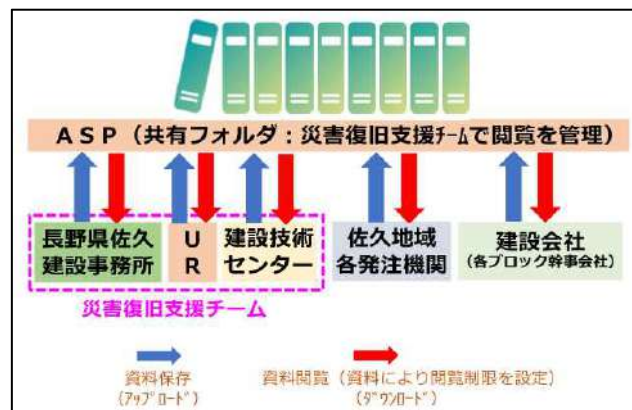 ASP（共有フォルダ：災害復旧支援ﾁｰﾑで閲覧を管理）
長野県佐久
建設事務所
U
R
建設技術
センター
佐久地域
各発注機関
建設会社
(各ブロック幹事会社)
災害復旧支援チーム
資料保存
(ｱｯﾌﾟﾛｰﾄﾞ)
資料閲覧（資料により閲覧制限を設定）
(ﾀﾞｳﾝﾛｰﾄﾞ)